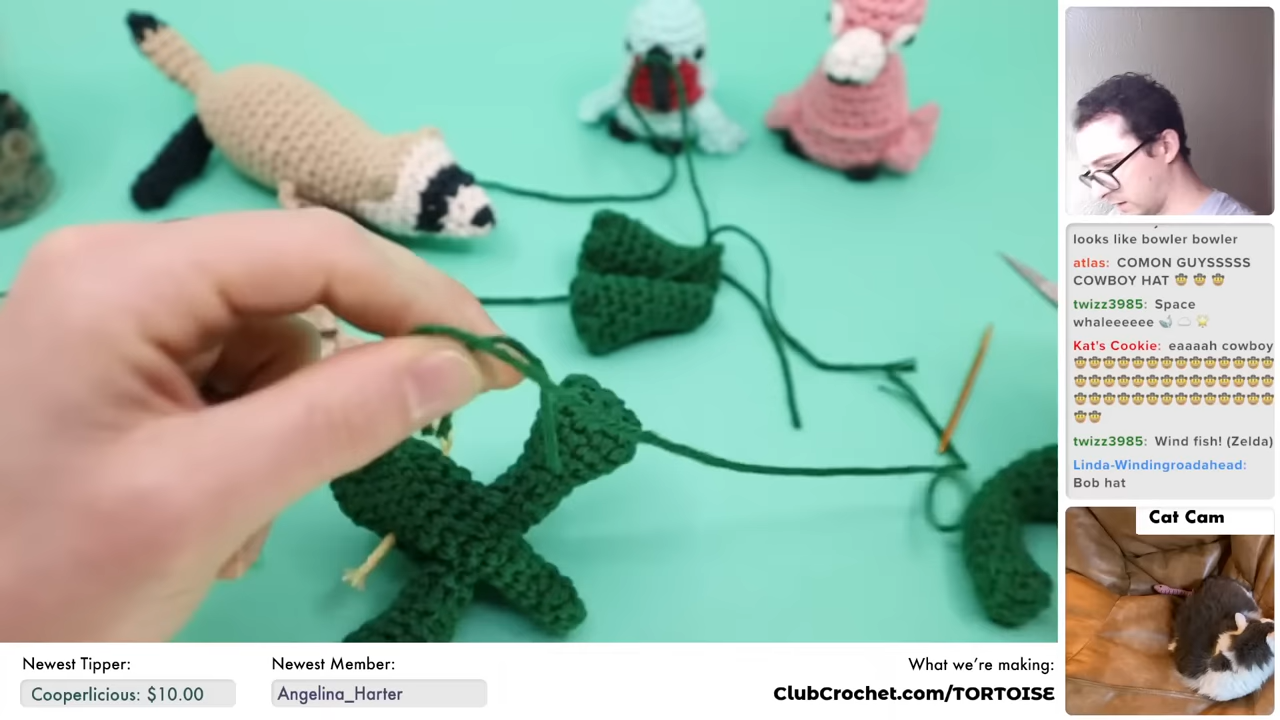 looks like bowler bowler
atlas: COMON GUYSSSSS
COWBOY HAT 🤠 🤠 🤠
twizz3985: Space
whaleeeeee 🐋 ☁️ 🌟
Kat's Cookie: eaaaah cowboy
🤠🤠🤠🤠🤠🤠🤠🤠🤠🤠🤠🤠
🤠🤠🤠🤠🤠🤠🤠🤠🤠🤠🤠🤠
🤠🤠🤠🤠🤠🤠🤠🤠🤠🤠🤠🤠
🤠🤠
twizz3985: Wind fish! (Zelda)
Linda-Windingroadahead:
Bob hat
Cat Cam
Newest Tipper:
Cooperlicious: $10.00
Newest Member:
Angelina_Harter
What we're making:
ClubCrochet.com/TORTOISE